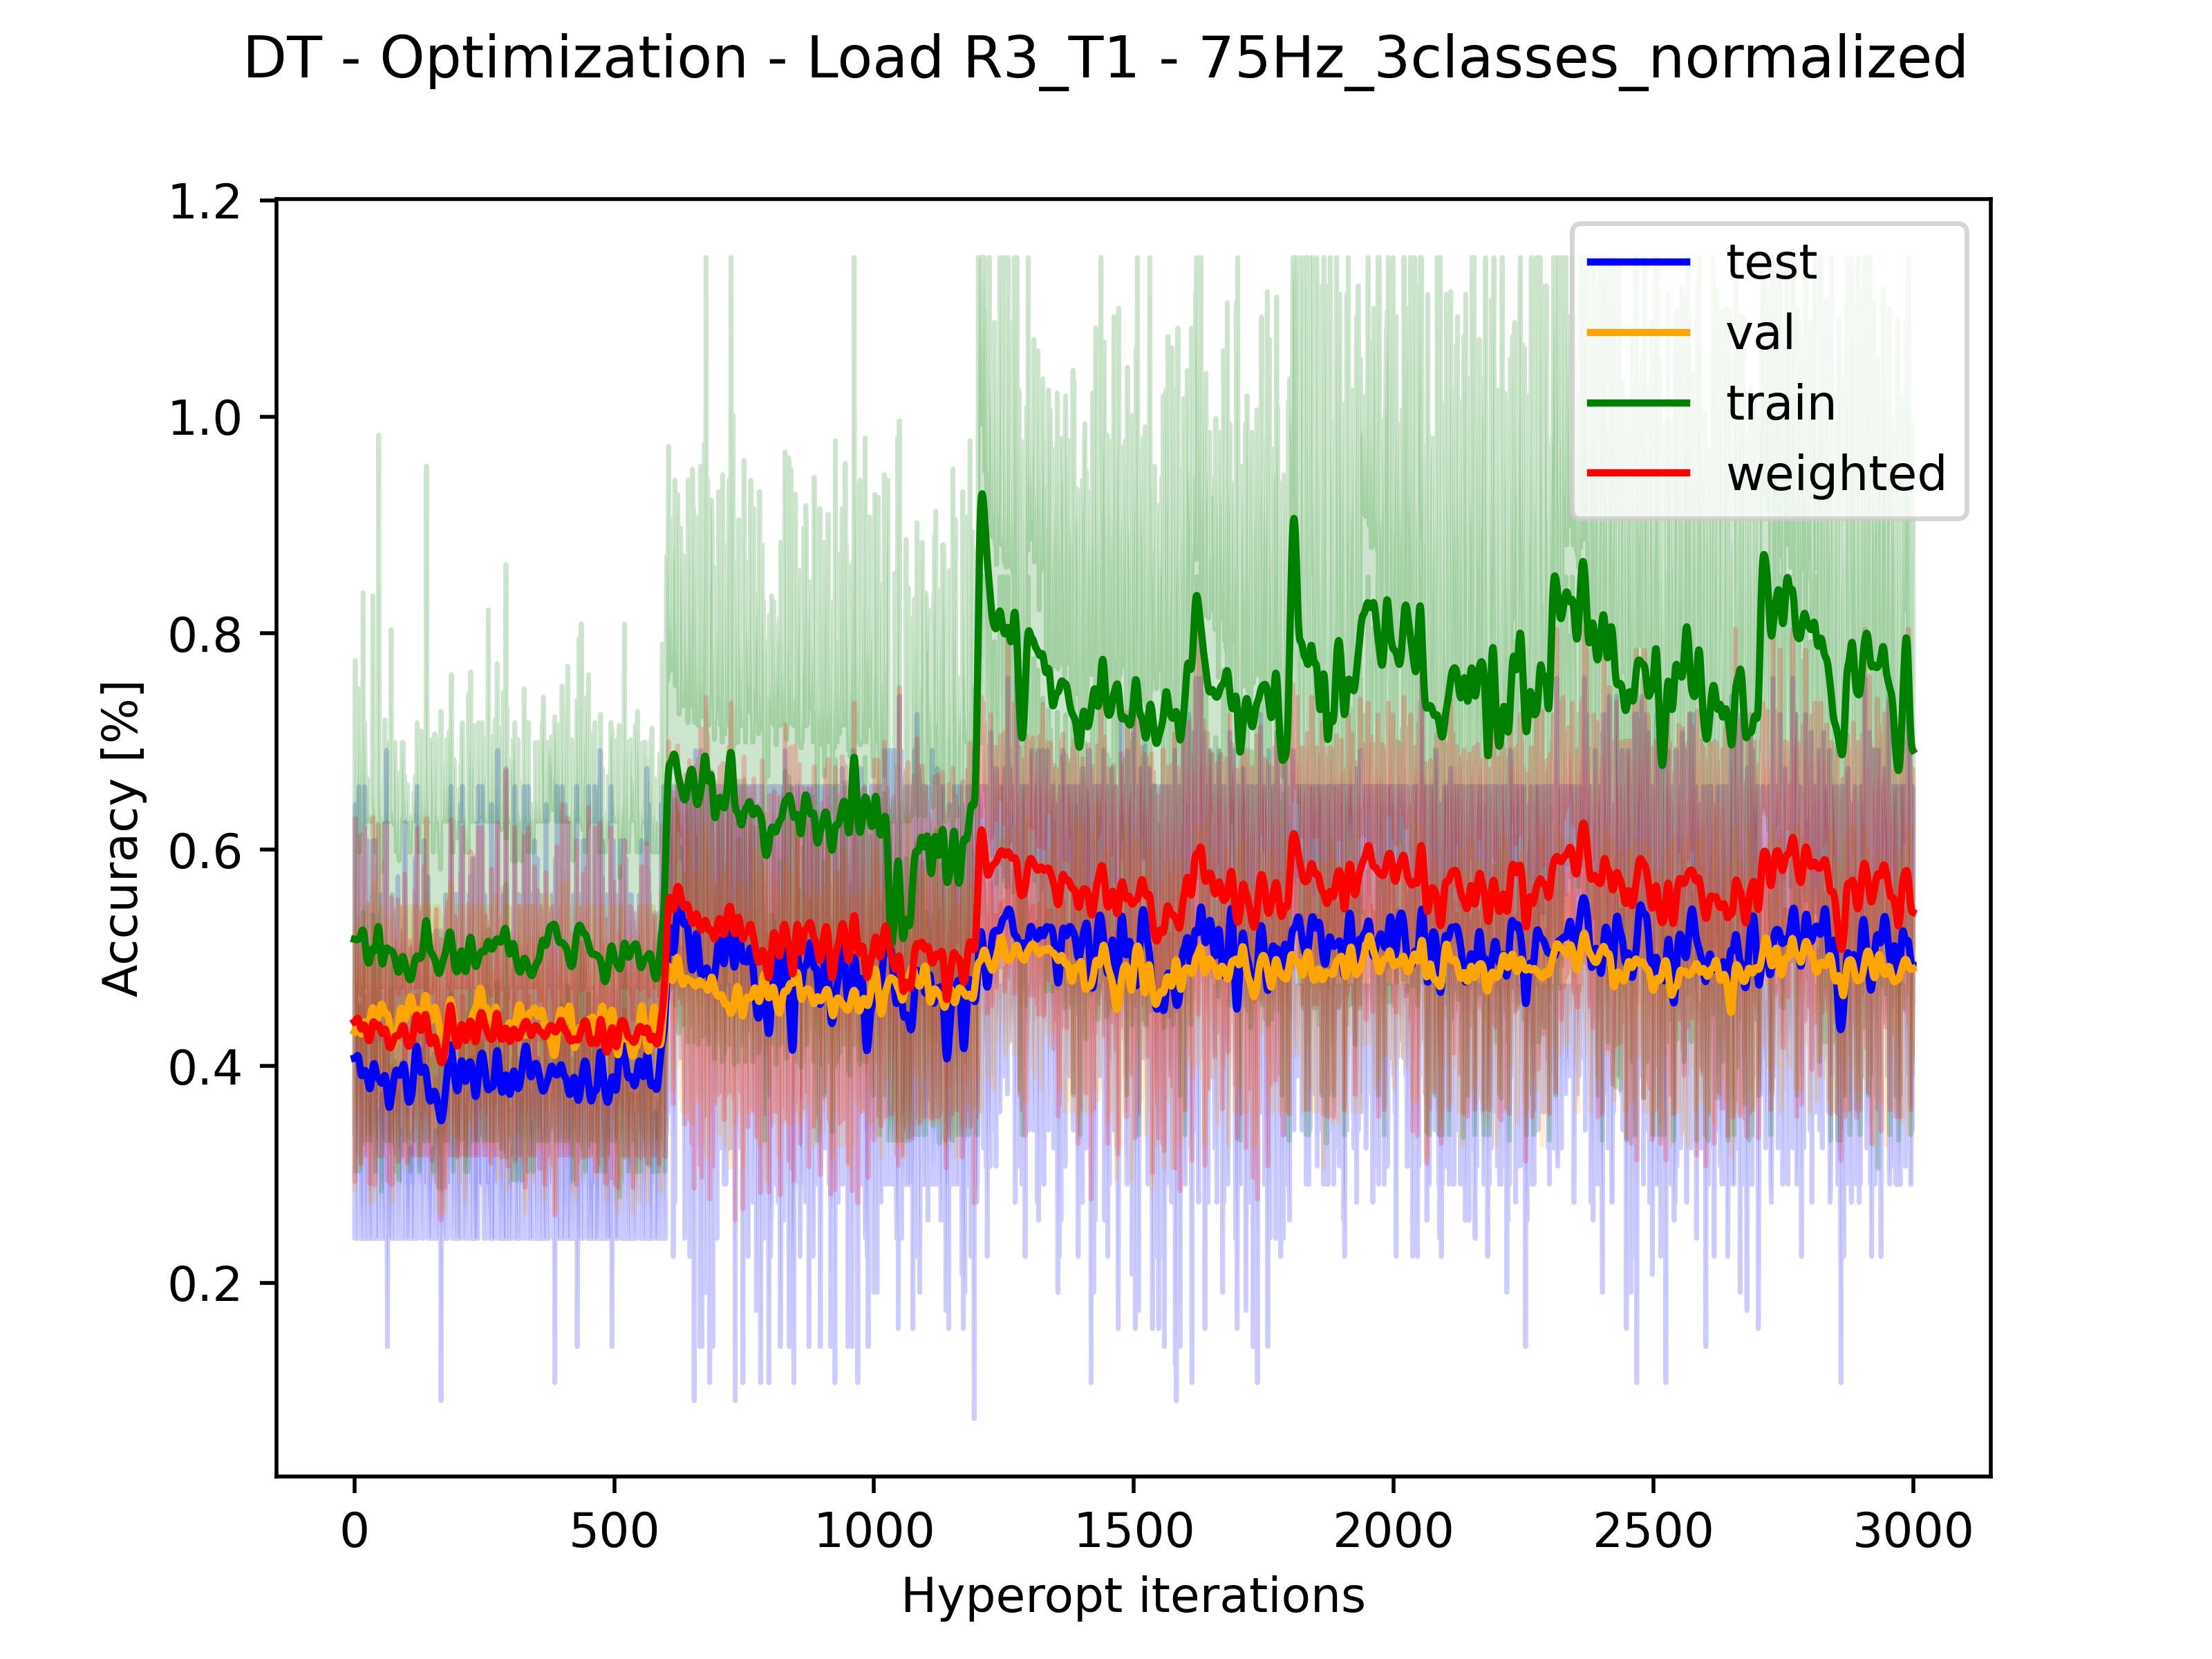 DT - Optimization - Load R3_T1 - 75Hz_3classes_normalized
1.2
1.0
0.8
0.6
0.4
0.2
Accuracy [%]
test
val
train
weighted
0 500 1000 1500 2000 2500 3000
Hyperopt iterations